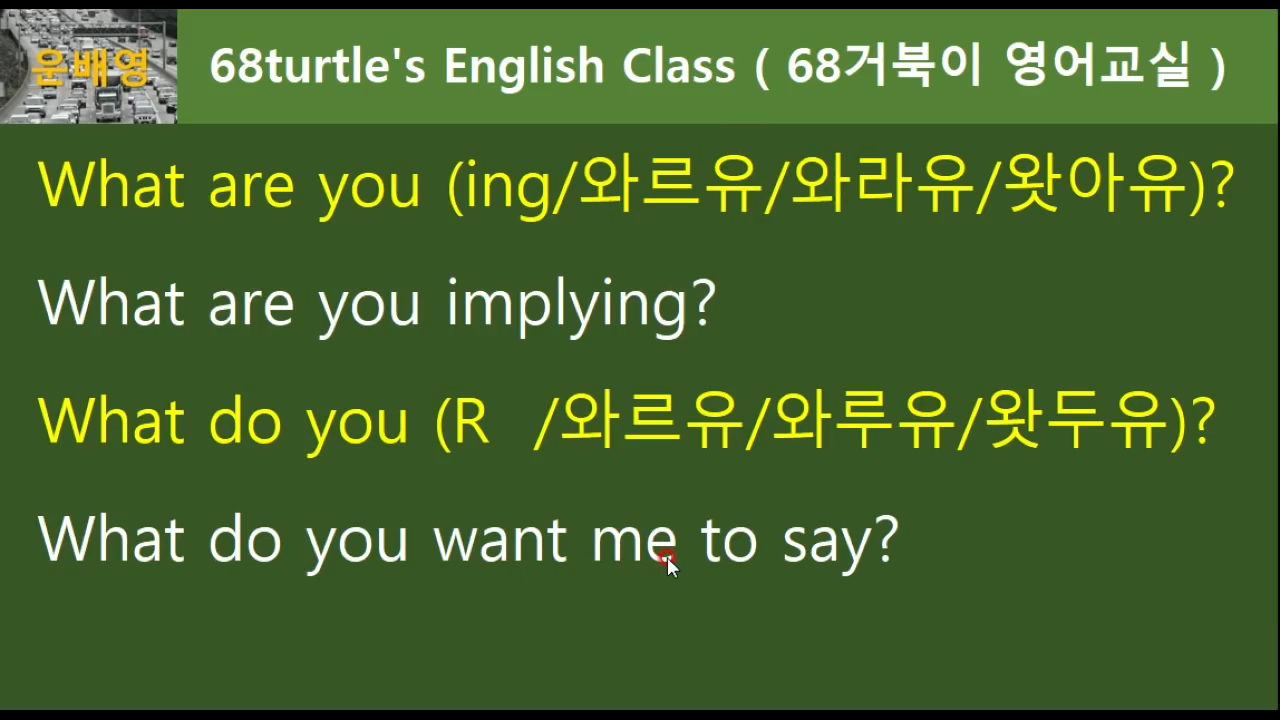 운배영
68turtle's English Class ( 68거북이 영어교실 )
What are you (ing/와르유/와라유/왓아유)?
What are you implying?
What do you (R /와르유/와루유/왓두유)?
What do you want me to say?